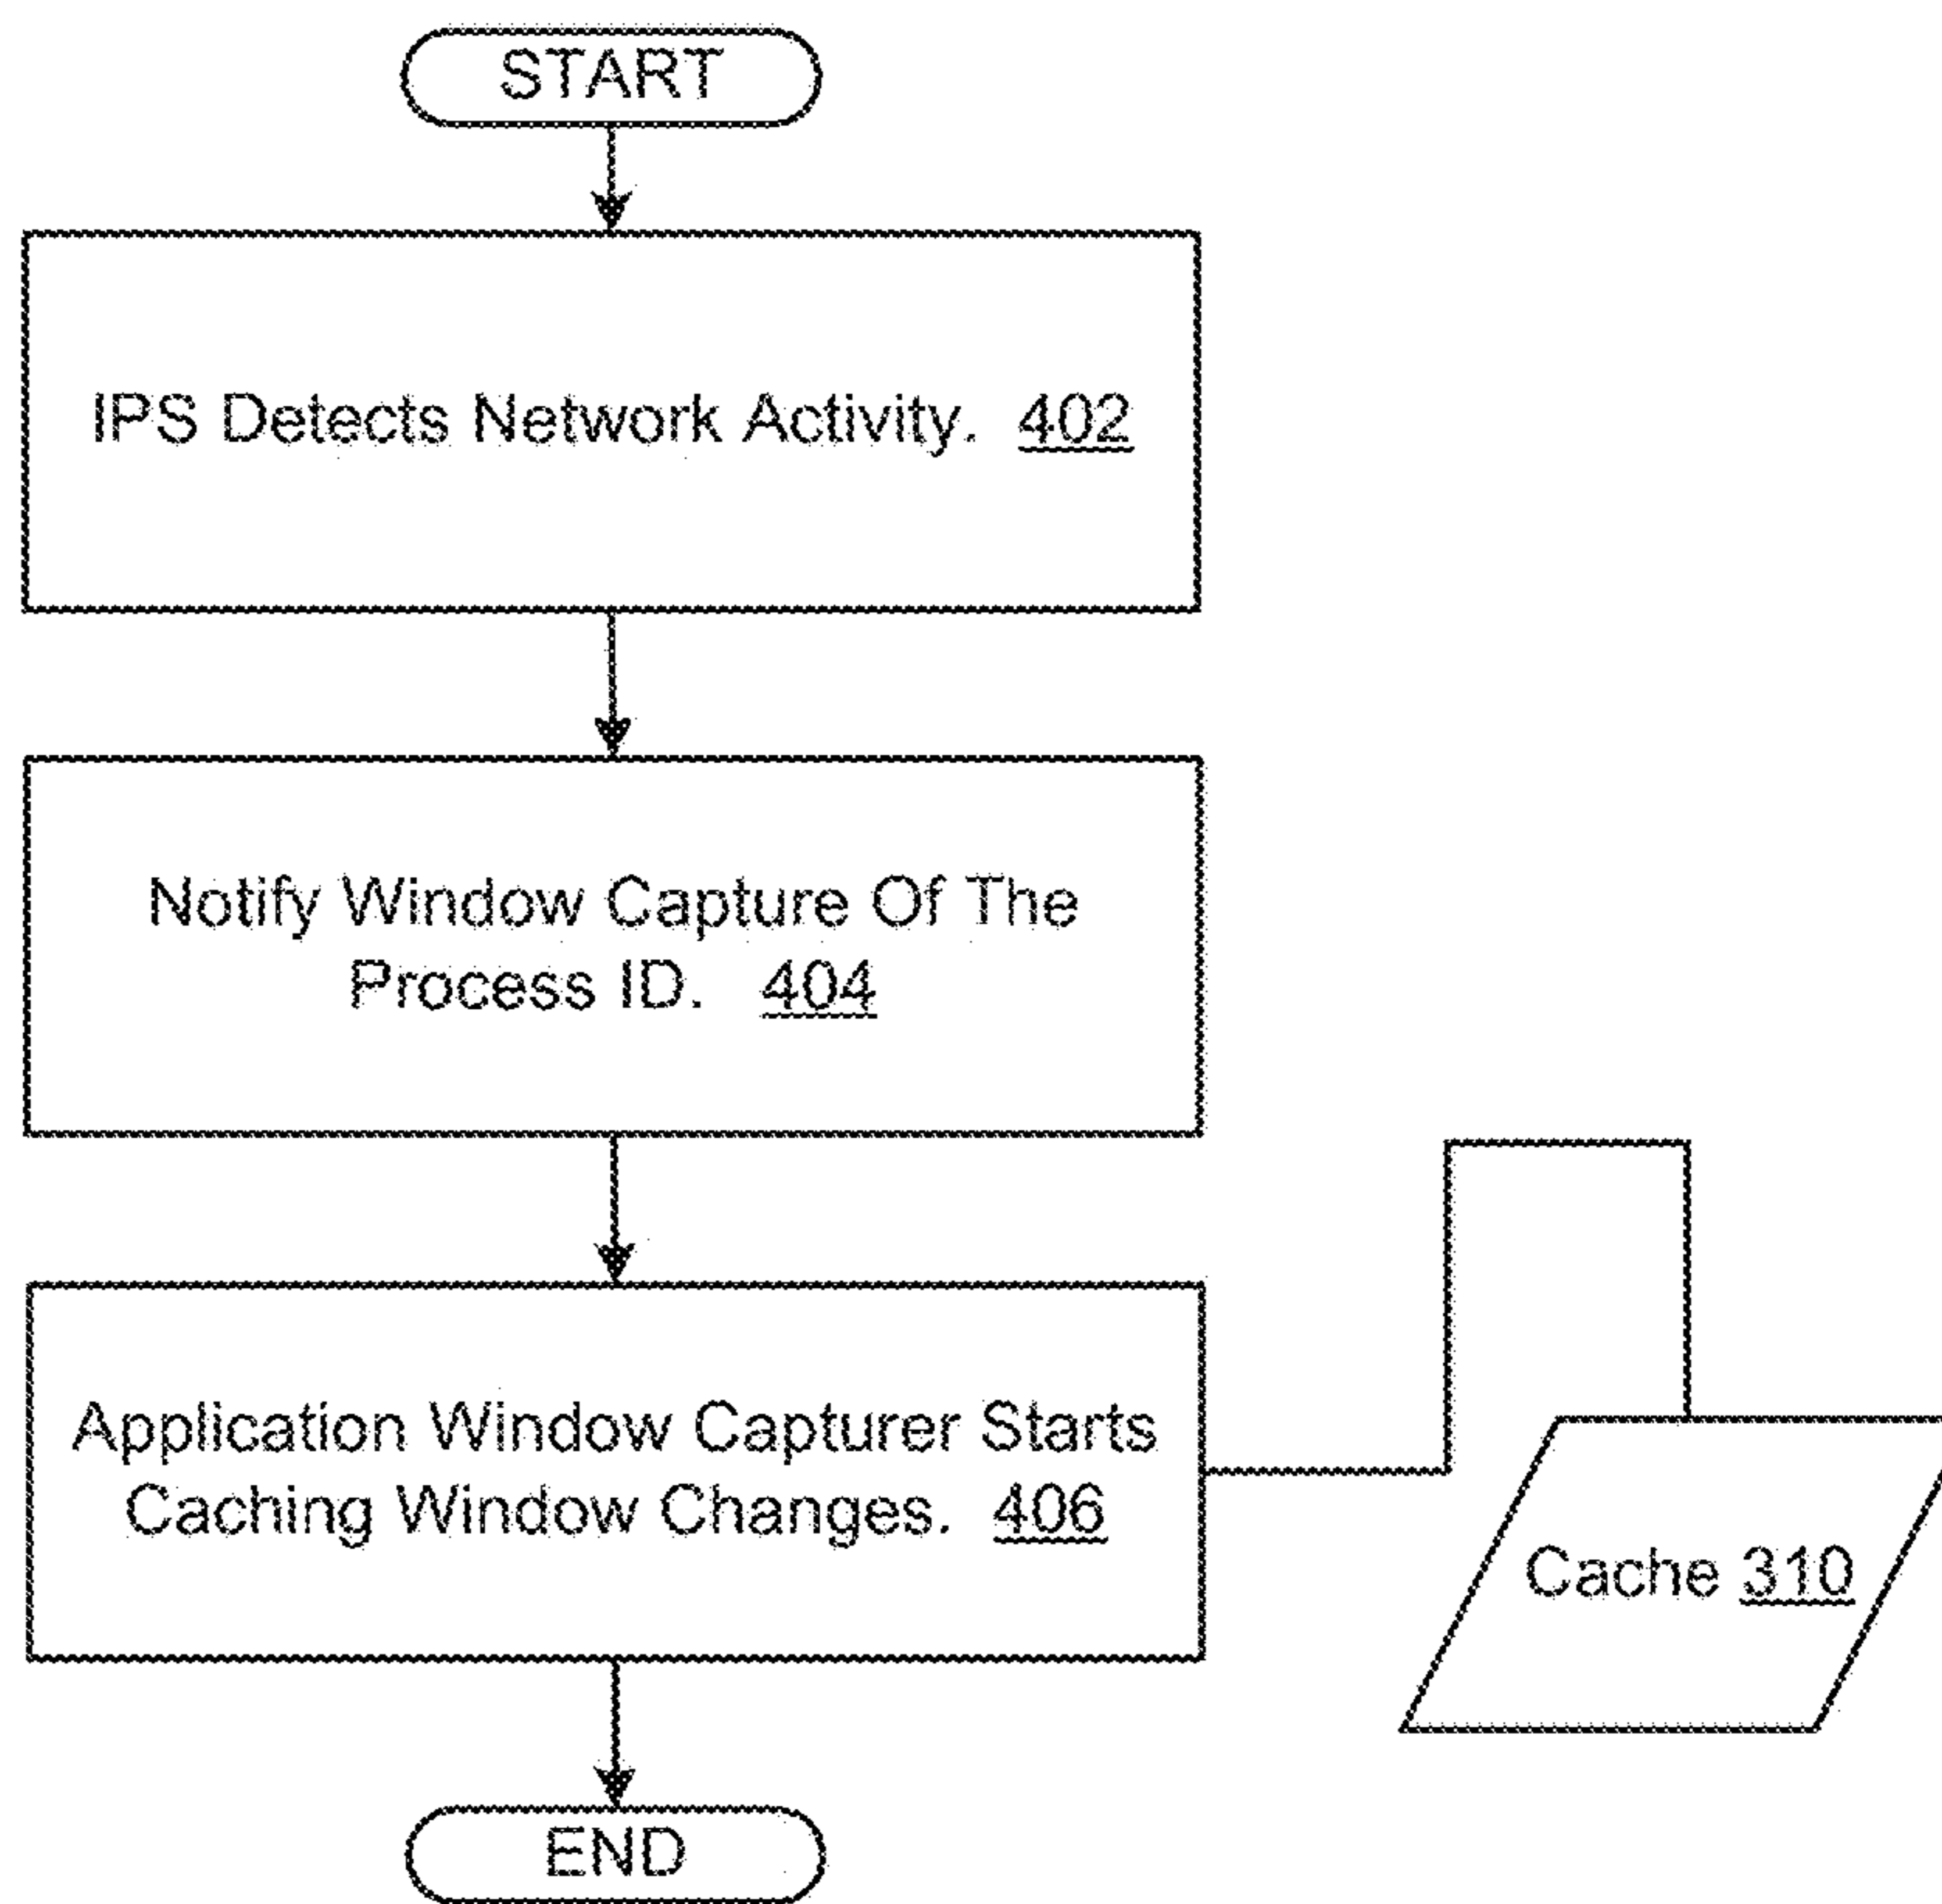 START
IPS Detects Network Activity. 402
Notify Window Capture Of The
Process ID. 404
Application Window Capturer Starts
Caching Window Changes. 406
Cache 310
END